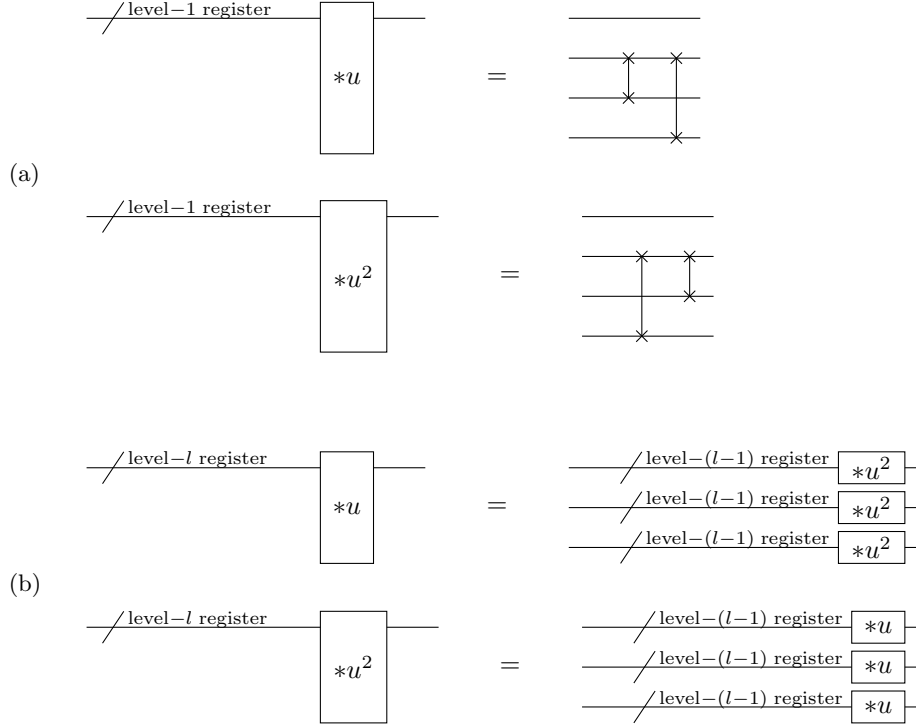 level−1 register
∗u
=
(a)
level−1 register
∗u²
=
level−l register
∗u
=
level−(l−1) register
∗u²
level−(l−1) register
∗u²
level−(l−1) register
∗u²
(b)
level−l register
∗u²
=
level−(l−1) register
∗u
level−(l−1) register
∗u
level−(l−1) register
∗u